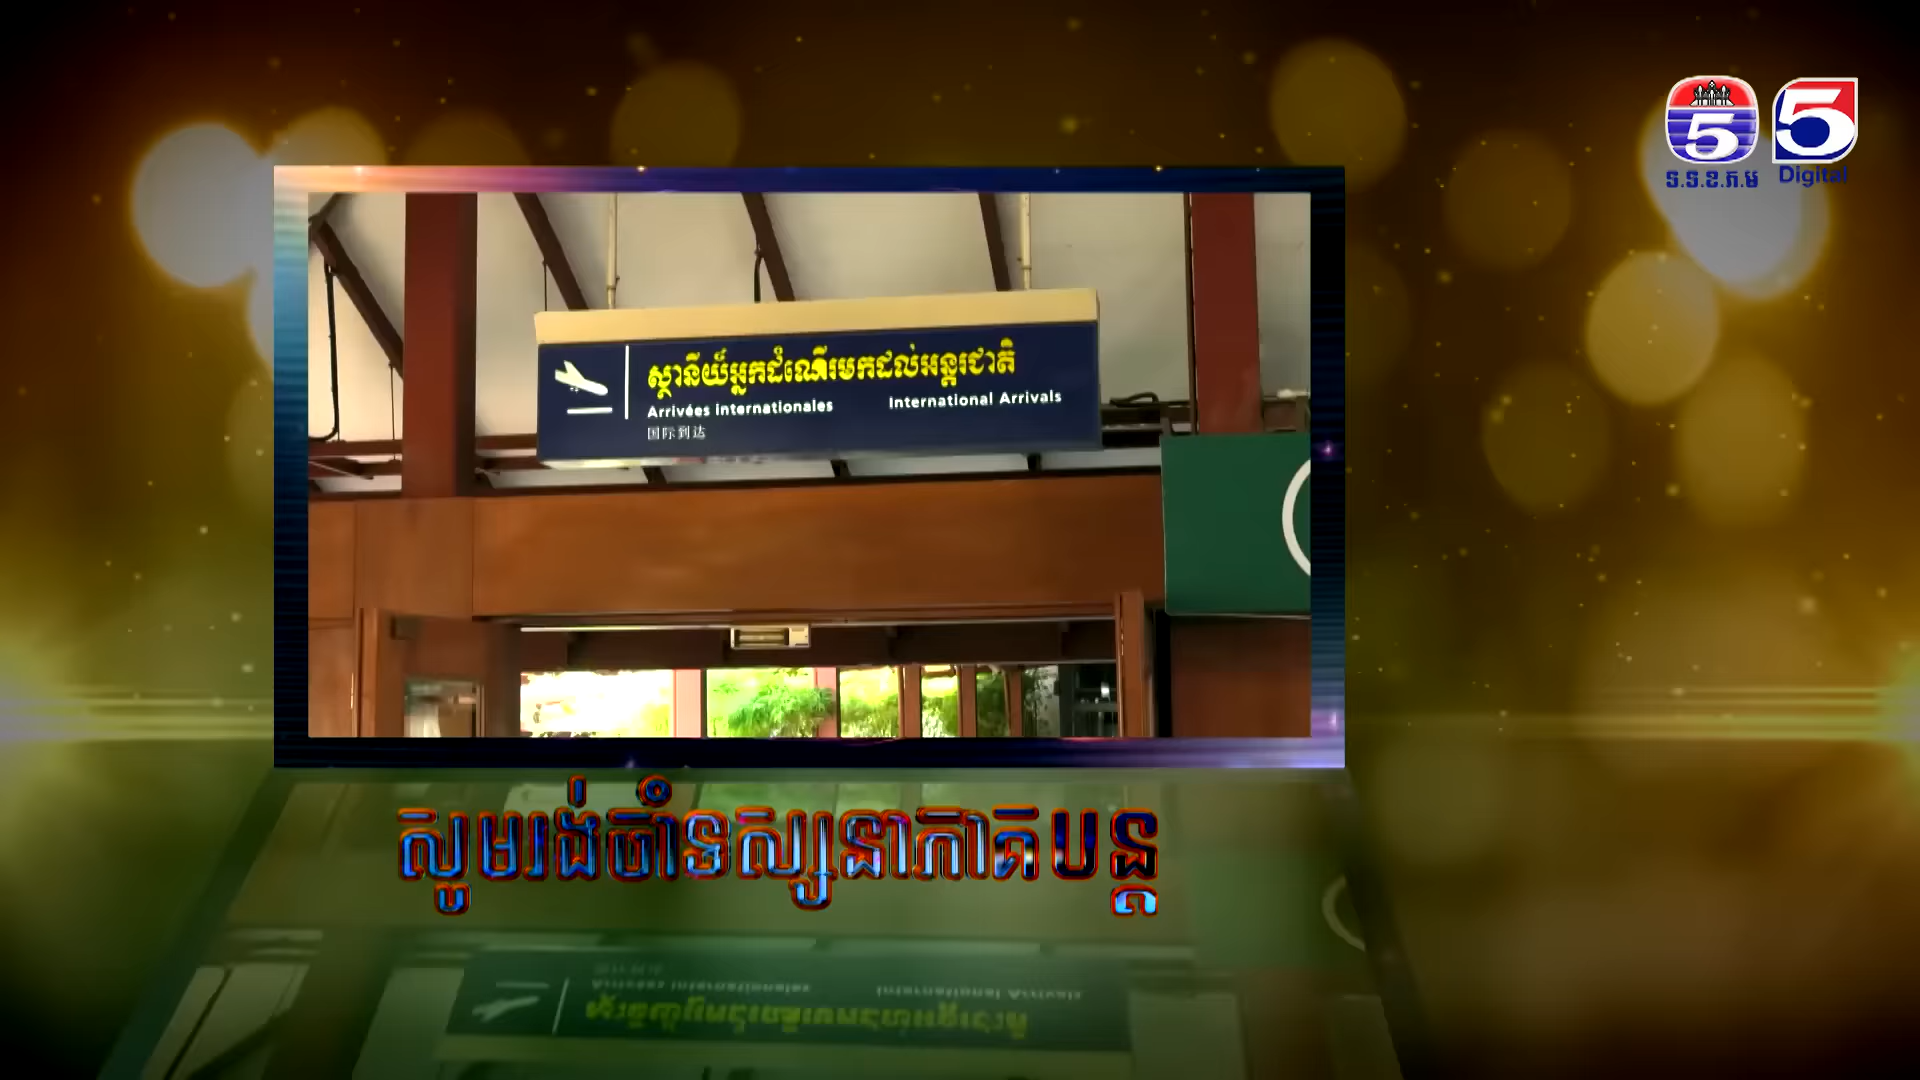 5
5
ទ.ទ.ខ.ភ.ម
Digital
ស្ថានីយ៍អ្នកដំណើរមកដល់អន្តរជាតិ
Arrivées internationales
International Arrivals
国际到达
សូមរង់ចាំទស្សនាភាគបន្ត